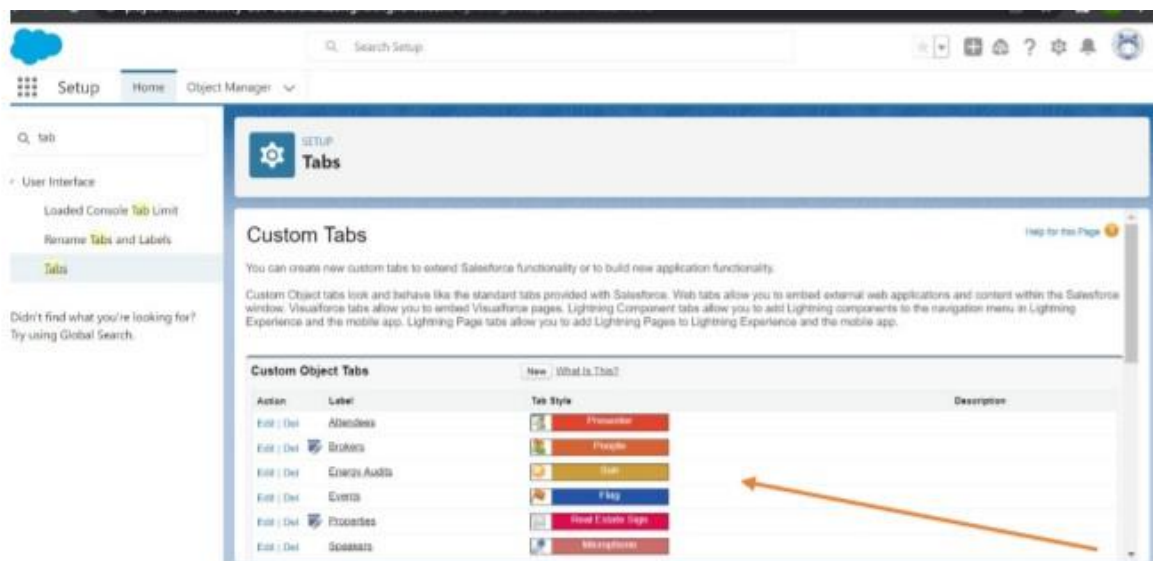 Search Setup
Setup Home Object Manager
tab
User Interface
Loaded Console Tab Limit
Rename Tabs and Labels
Tabs
Didn't find what you're looking for?
Try using Global Search.
SETUP
Tabs
Custom Tabs
Help for this Page
You can create new custom tabs to extend Salesforce functionality or to build new application functionality.
Custom Object tabs look and behave like the standard tabs provided with Salesforce. Web tabs allow you to embed external web applications and content within the Salesforce
window. Visualforce tabs allow you to embed Visualforce pages. Lightning Component tabs allow you to add Lightning components to the navigation menu in Lightning
Experience and the mobile app. Lightning Page tabs allow you to add Lightning Pages to Lightning Experience and the mobile app.
Custom Object Tabs New What Is This?
Action Label Tab Style Description
Edit | Del Attendees Presenter
Edit | Del Brokers People
Edit | Del Energy Audits Sun
Edit | Del Events Flag
Edit | Del Properties Real Estate Sign
Edit | Del Speakers Microphone